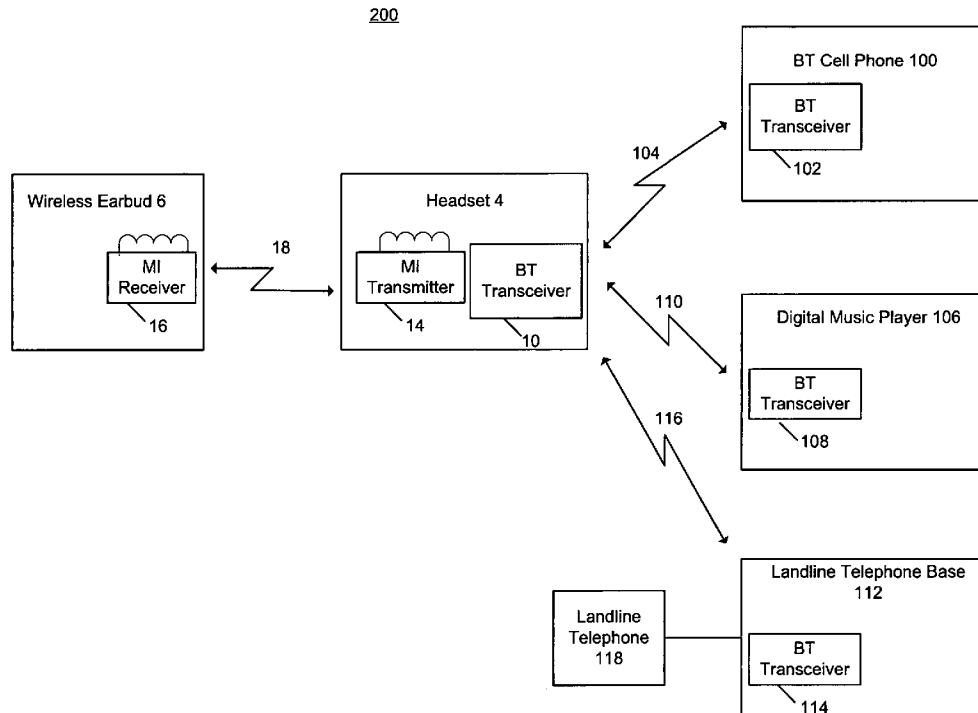 200
BT Cell Phone 100
BT
Transceiver
102
104
Wireless Earbud 6
MI
Receiver
16
18
Headset 4
MI
Transmitter
14
BT
Transceiver
10
110
Digital Music Player 106
BT
Transceiver
108
116
Landline Telephone Base
112
BT
Transceiver
114
Landline
Telephone
118